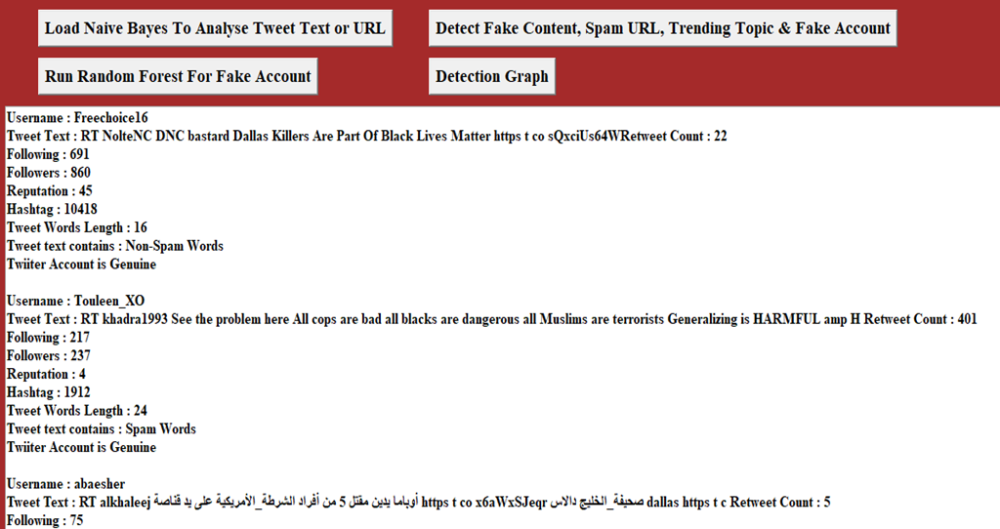 Load Naive Bayes To Analyse Tweet Text or URL
Detect Fake Content, Spam URL, Trending Topic & Fake Account
Run Random Forest For Fake Account
Detection Graph
Username : Freechoice16
Tweet Text : RT NolteNC DNC bastard Dallas Killers Are Part Of Black Lives Matter https t co sQxciUs64WRetweet Count : 22
Following : 691
Followers : 860
Reputation : 45
Hashtag : 10418
Tweet Words Length : 16
Tweet text contains : Non-Spam Words
Twiiter Account is Genuine
Username : Touleen_XO
Tweet Text : RT khadra1993 See the problem here All cops are bad all blacks are dangerous all Muslims are terrorists Generalizing is HARMFUL amp H Retweet Count : 401
Following : 217
Followers : 237
Reputation : 4
Hashtag : 1912
Tweet Words Length : 24
Tweet text contains : Spam Words
Twiiter Account is Genuine
Username : abaesher
Tweet Text : RT alkhaleej أوباما يدين مقتل 5 من أفراد الشرطة_الأمريكية على يد قناصة https t co x6aWxSJeqr صحيفة_الخليج دالاس dallas https t c Retweet Count : 5
Following : 75